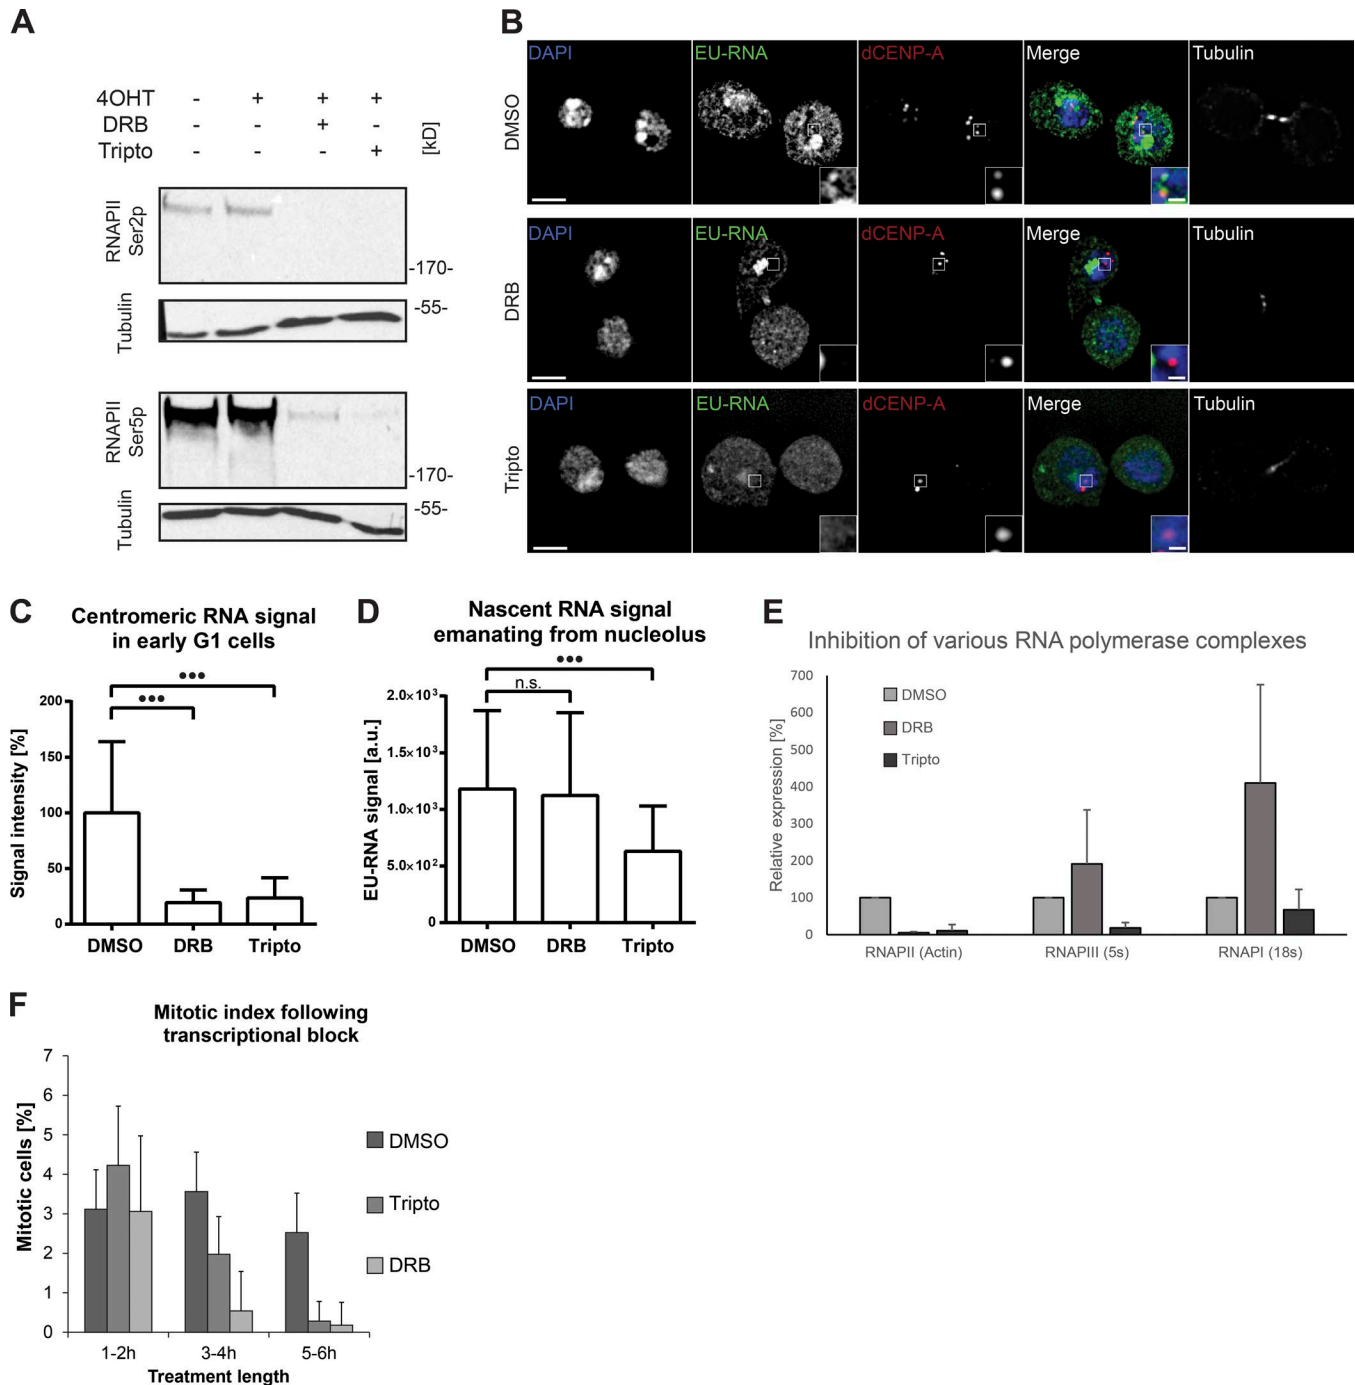 A
4OHT - + + +
DRB - - + -
Tripto - - - +
[kD]
RNAPII
Ser2p
-170-
Tubulin
-55-
RNAPII
Ser5p
-170-
Tubulin
-55-
B
DMSO
DAPI EU-RNA dCENP-A Merge Tubulin
DRB
DAPI EU-RNA dCENP-A Merge Tubulin
Tripto
DAPI EU-RNA dCENP-A Merge Tubulin
C
Centromeric RNA signal
in early G1 cells
•••
•••
Signal intensity [%]
200
150
100
50
0
DMSO DRB Tripto
D
Nascent RNA signal
emanating from nucleolus
•••
n.s.
EU-RNA signal [a.u.]
2.0×10³
1.5×10³
1.0×10³
5.0×10²
0
DMSO DRB Tripto
E
Inhibition of various RNA polymerase complexes
Relative expression [%]
700
600
500
400
300
200
100
0
DMSO
DRB
Tripto
RNAPII (Actin) RNAPIII (5s) RNAPI (18s)
F
Mitotic index following
transcriptional block
Mitotic cells [%]
7
6
5
4
3
2
1
0
DMSO
Tripto
DRB
1-2h 3-4h 5-6h
Treatment length